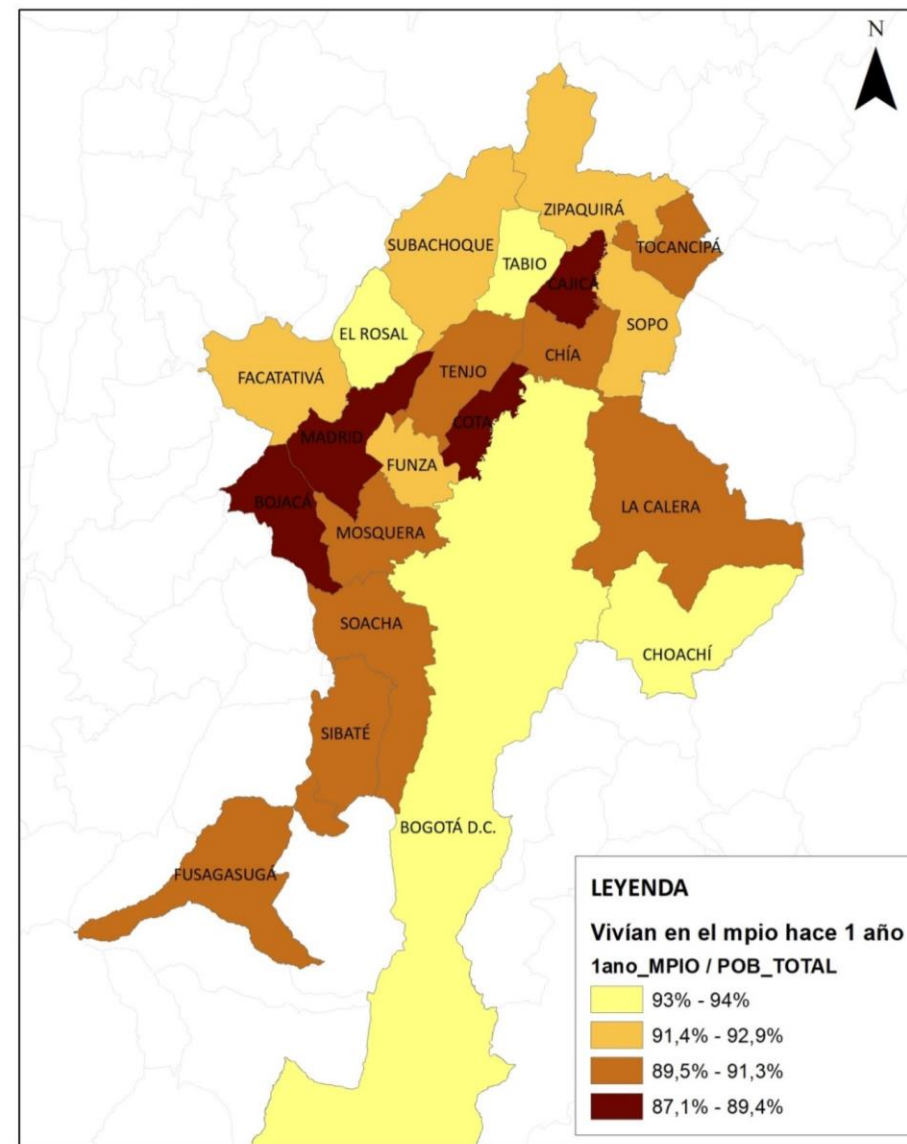 N
ZIPAQUIRÁ
SUBACHOQUE
TOCANCIPÁ
TABIO
CAJICÁ
SOPO
EL ROSAL
CHÍA
TENJO
FACATATIVÁ
COTA
MADRID
FUNZA
BOJACÁ
LA CALERA
MOSQUERA
SOACHA
CHOACHÍ
SIBATÉ
BOGOTÁ D.C.
FUSAGASUGÁ
LEYENDA
Vivían en el mpio hace 1 año
1ano_MPIO / POB_TOTAL
93% - 94%
91,4% - 92,9%
89,5% - 91,3%
87,1% - 89,4%